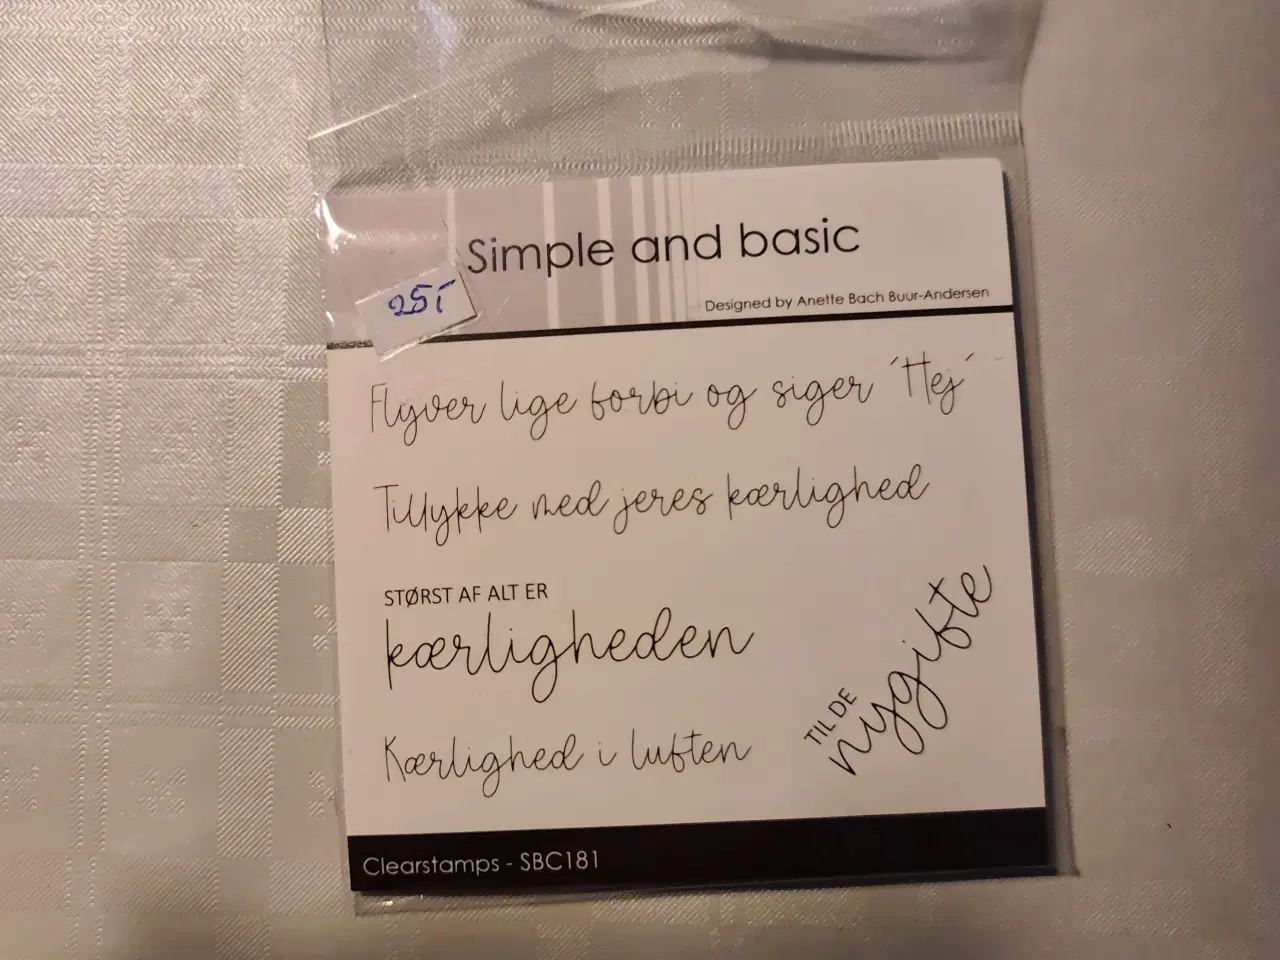 Simple and basic
25,-
Designed by Anette Bach Buur-Andersen
Flyver lige forbi og siger ´Hej´
Tillykke med jeres kærlighed
STØRST AF ALT ER
kærligheden
TIL DE
nygifte
Kærlighed i luften
Clearstamps - SBC181